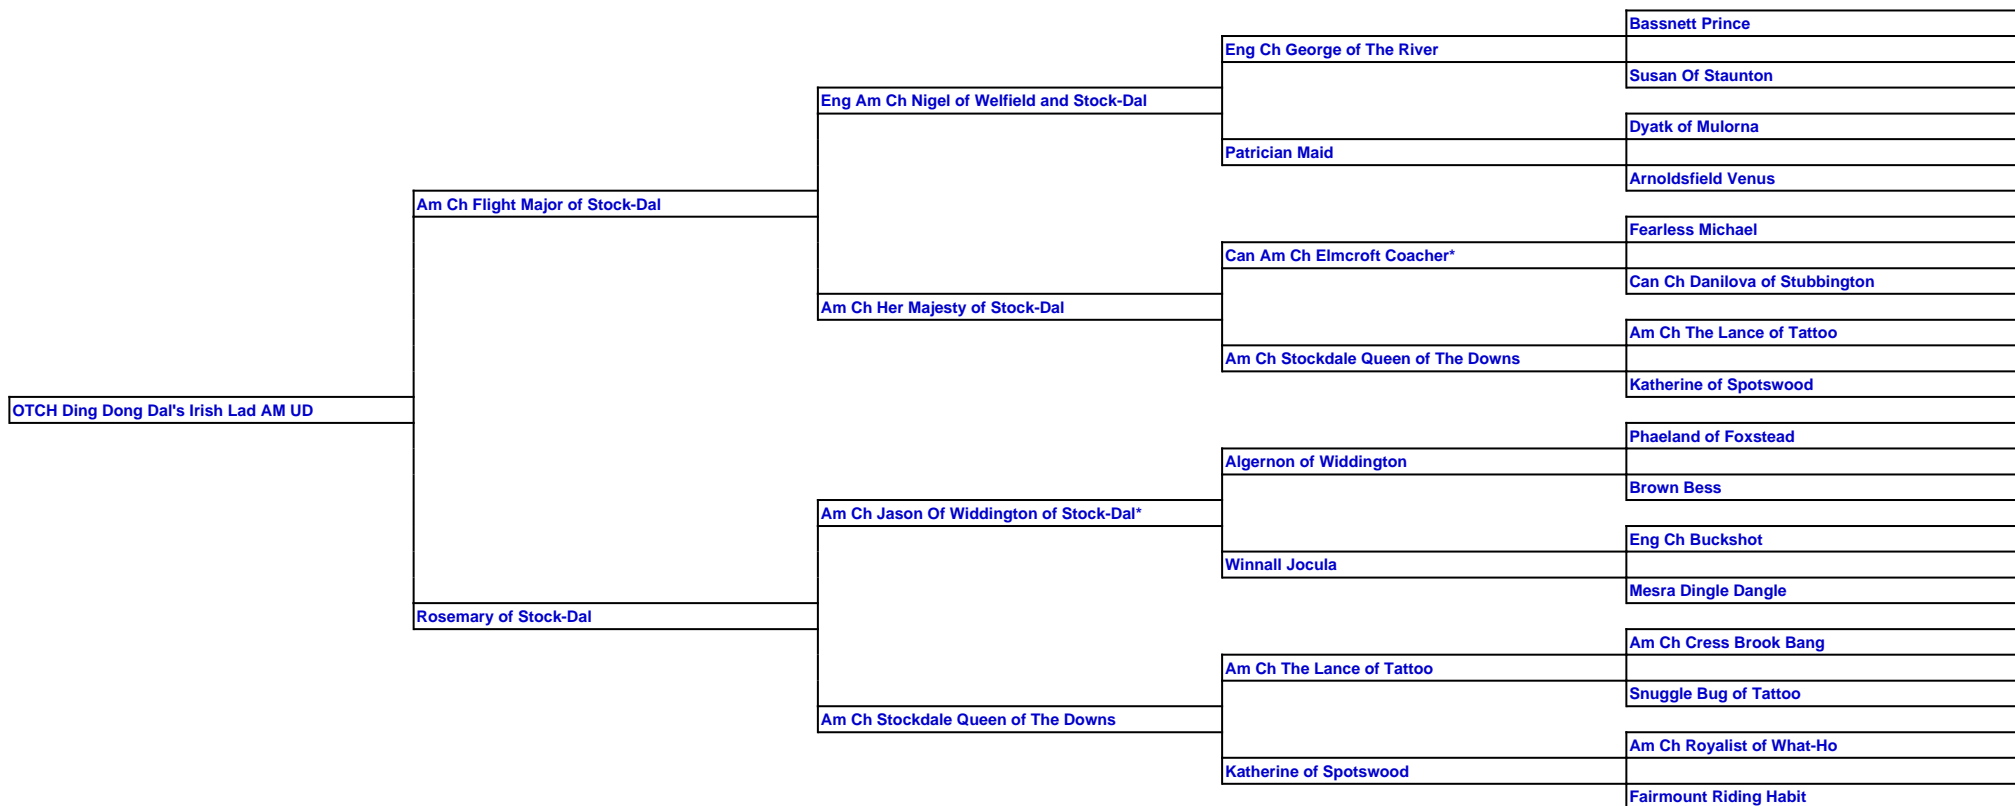 Bassnett Prince
Eng Ch George of The River
Susan Of Staunton
Eng Am Ch Nigel of Welfield and Stock-Dal
Dyatk of Mulorna
Patrician Maid
Arnoldsfield Venus
Am Ch Flight Major of Stock-Dal
Fearless Michael
Can Am Ch Elmcroft Coacher*
Can Ch Danilova of Stubbington
Am Ch Her Majesty of Stock-Dal
Am Ch The Lance of Tattoo
Am Ch Stockdale Queen of The Downs
Katherine of Spotswood
OTCH Ding Dong Dal's Irish Lad AM UD
Phaeland of Foxstead
Algernon of Widdington
Brown Bess
Am Ch Jason Of Widdington of Stock-Dal*
Eng Ch Buckshot
Winnall Jocula
Mesra Dingle Dangle
Rosemary of Stock-Dal
Am Ch Cress Brook Bang
Am Ch The Lance of Tattoo
Snuggle Bug of Tattoo
Am Ch Stockdale Queen of The Downs
Am Ch Royalist of What-Ho
Katherine of Spotswood
Fairmount Riding Habit